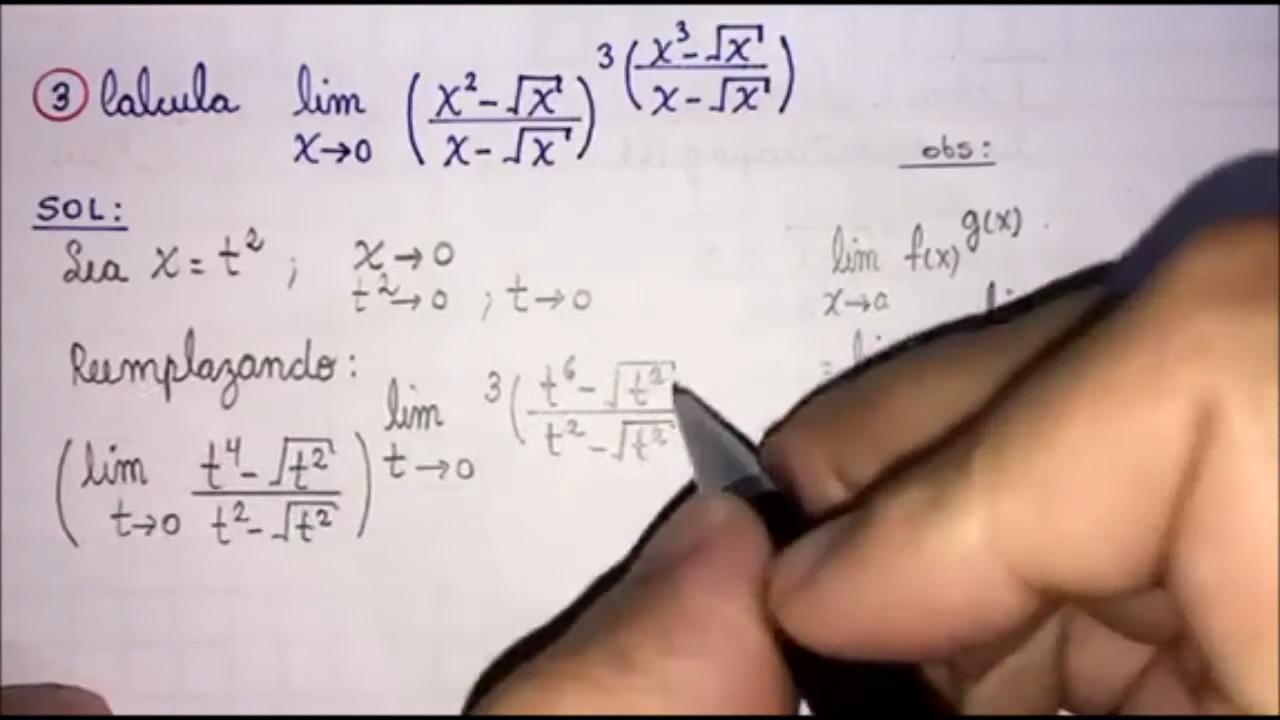 ③ Calcula lim x→0 ((x² - √x)/(x - √x))^(3((x³ - √x)/(x - √x)))
obs:
SOL:
Sea x = t² ; x→0
t²→0 ; t→0
lim x→a f(x)^g(x)
= lim
Reemplazando:
(lim t→0 (t⁴ - √t²)/(t² - √t²))^(lim t→0 3((t⁶ - √t²)/(t² - √t²)